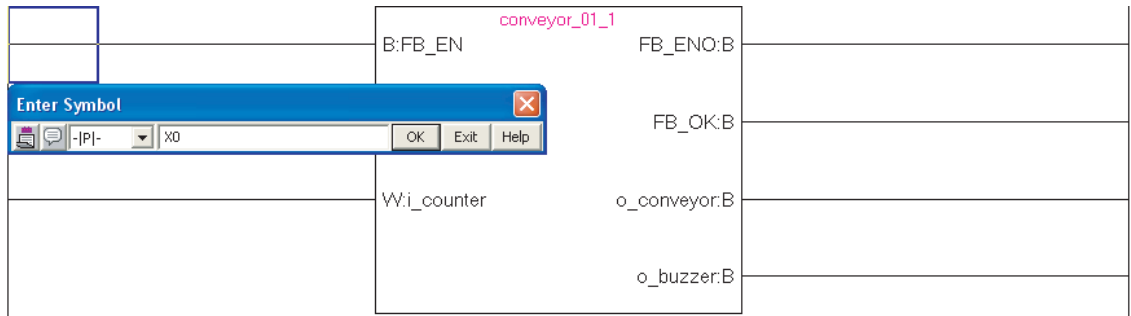 conveyor_01_1
B:FB_EN FB_ENO:B
Enter Symbol
-|P|- X0 OK Exit Help
FB_OK:B
W:i_counter o_conveyor:B
o_buzzer:B